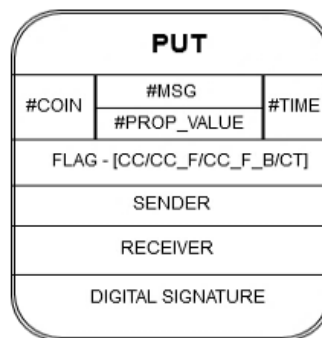 PUT
#COIN
#MSG
#PROP_VALUE
#TIME
FLAG - [CC/CC_F/CC_F_B/CT]
SENDER
RECEIVER
DIGITAL SIGNATURE